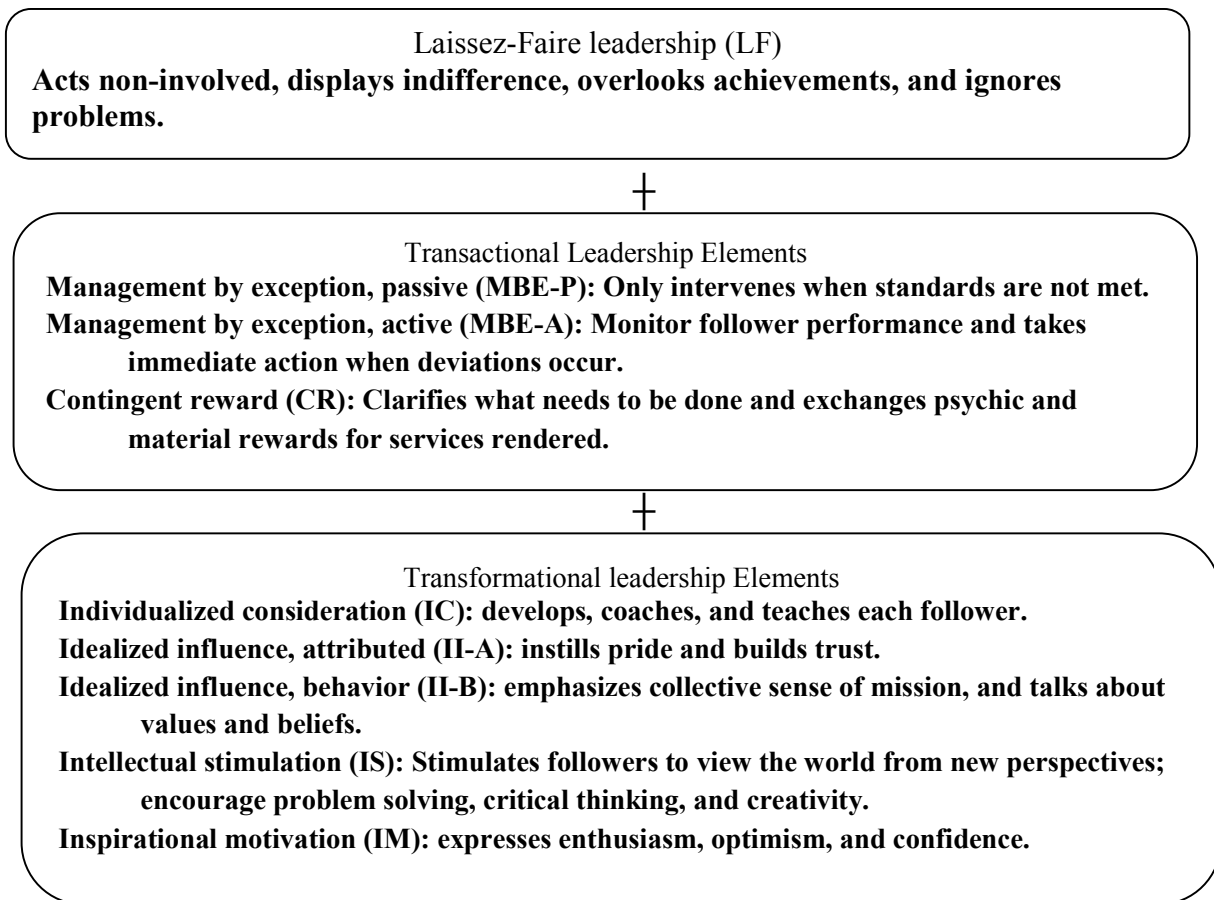 Laissez-Faire leadership (LF)
Acts non-involved, displays indifference, overlooks achievements, and ignores
problems.
+
Transactional Leadership Elements
Management by exception, passive (MBE-P): Only intervenes when standards are not met.
Management by exception, active (MBE-A): Monitor follower performance and takes
immediate action when deviations occur.
Contingent reward (CR): Clarifies what needs to be done and exchanges psychic and
material rewards for services rendered.
+
Transformational leadership Elements
Individualized consideration (IC): develops, coaches, and teaches each follower.
Idealized influence, attributed (II-A): instills pride and builds trust.
Idealized influence, behavior (II-B): emphasizes collective sense of mission, and talks about
values and beliefs.
Intellectual stimulation (IS): Stimulates followers to view the world from new perspectives;
encourage problem solving, critical thinking, and creativity.
Inspirational motivation (IM): expresses enthusiasm, optimism, and confidence.